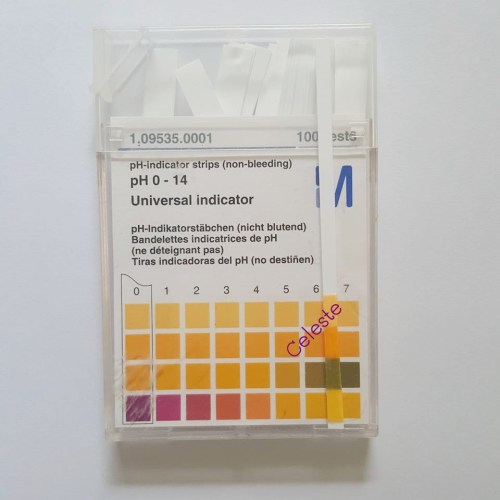 1.09535.0001 100 Tests
pH-indicator strips (non-bleeding)
pH 0 - 14
Universal indicator
M
pH-Indikatorstäbchen (nicht blutend)
Bandelettes indicatrices de pH
(ne déteignant pas)
Tiras indicadoras del pH (no destiñen)
0 1 2 3 4 5 6 7
Celeste